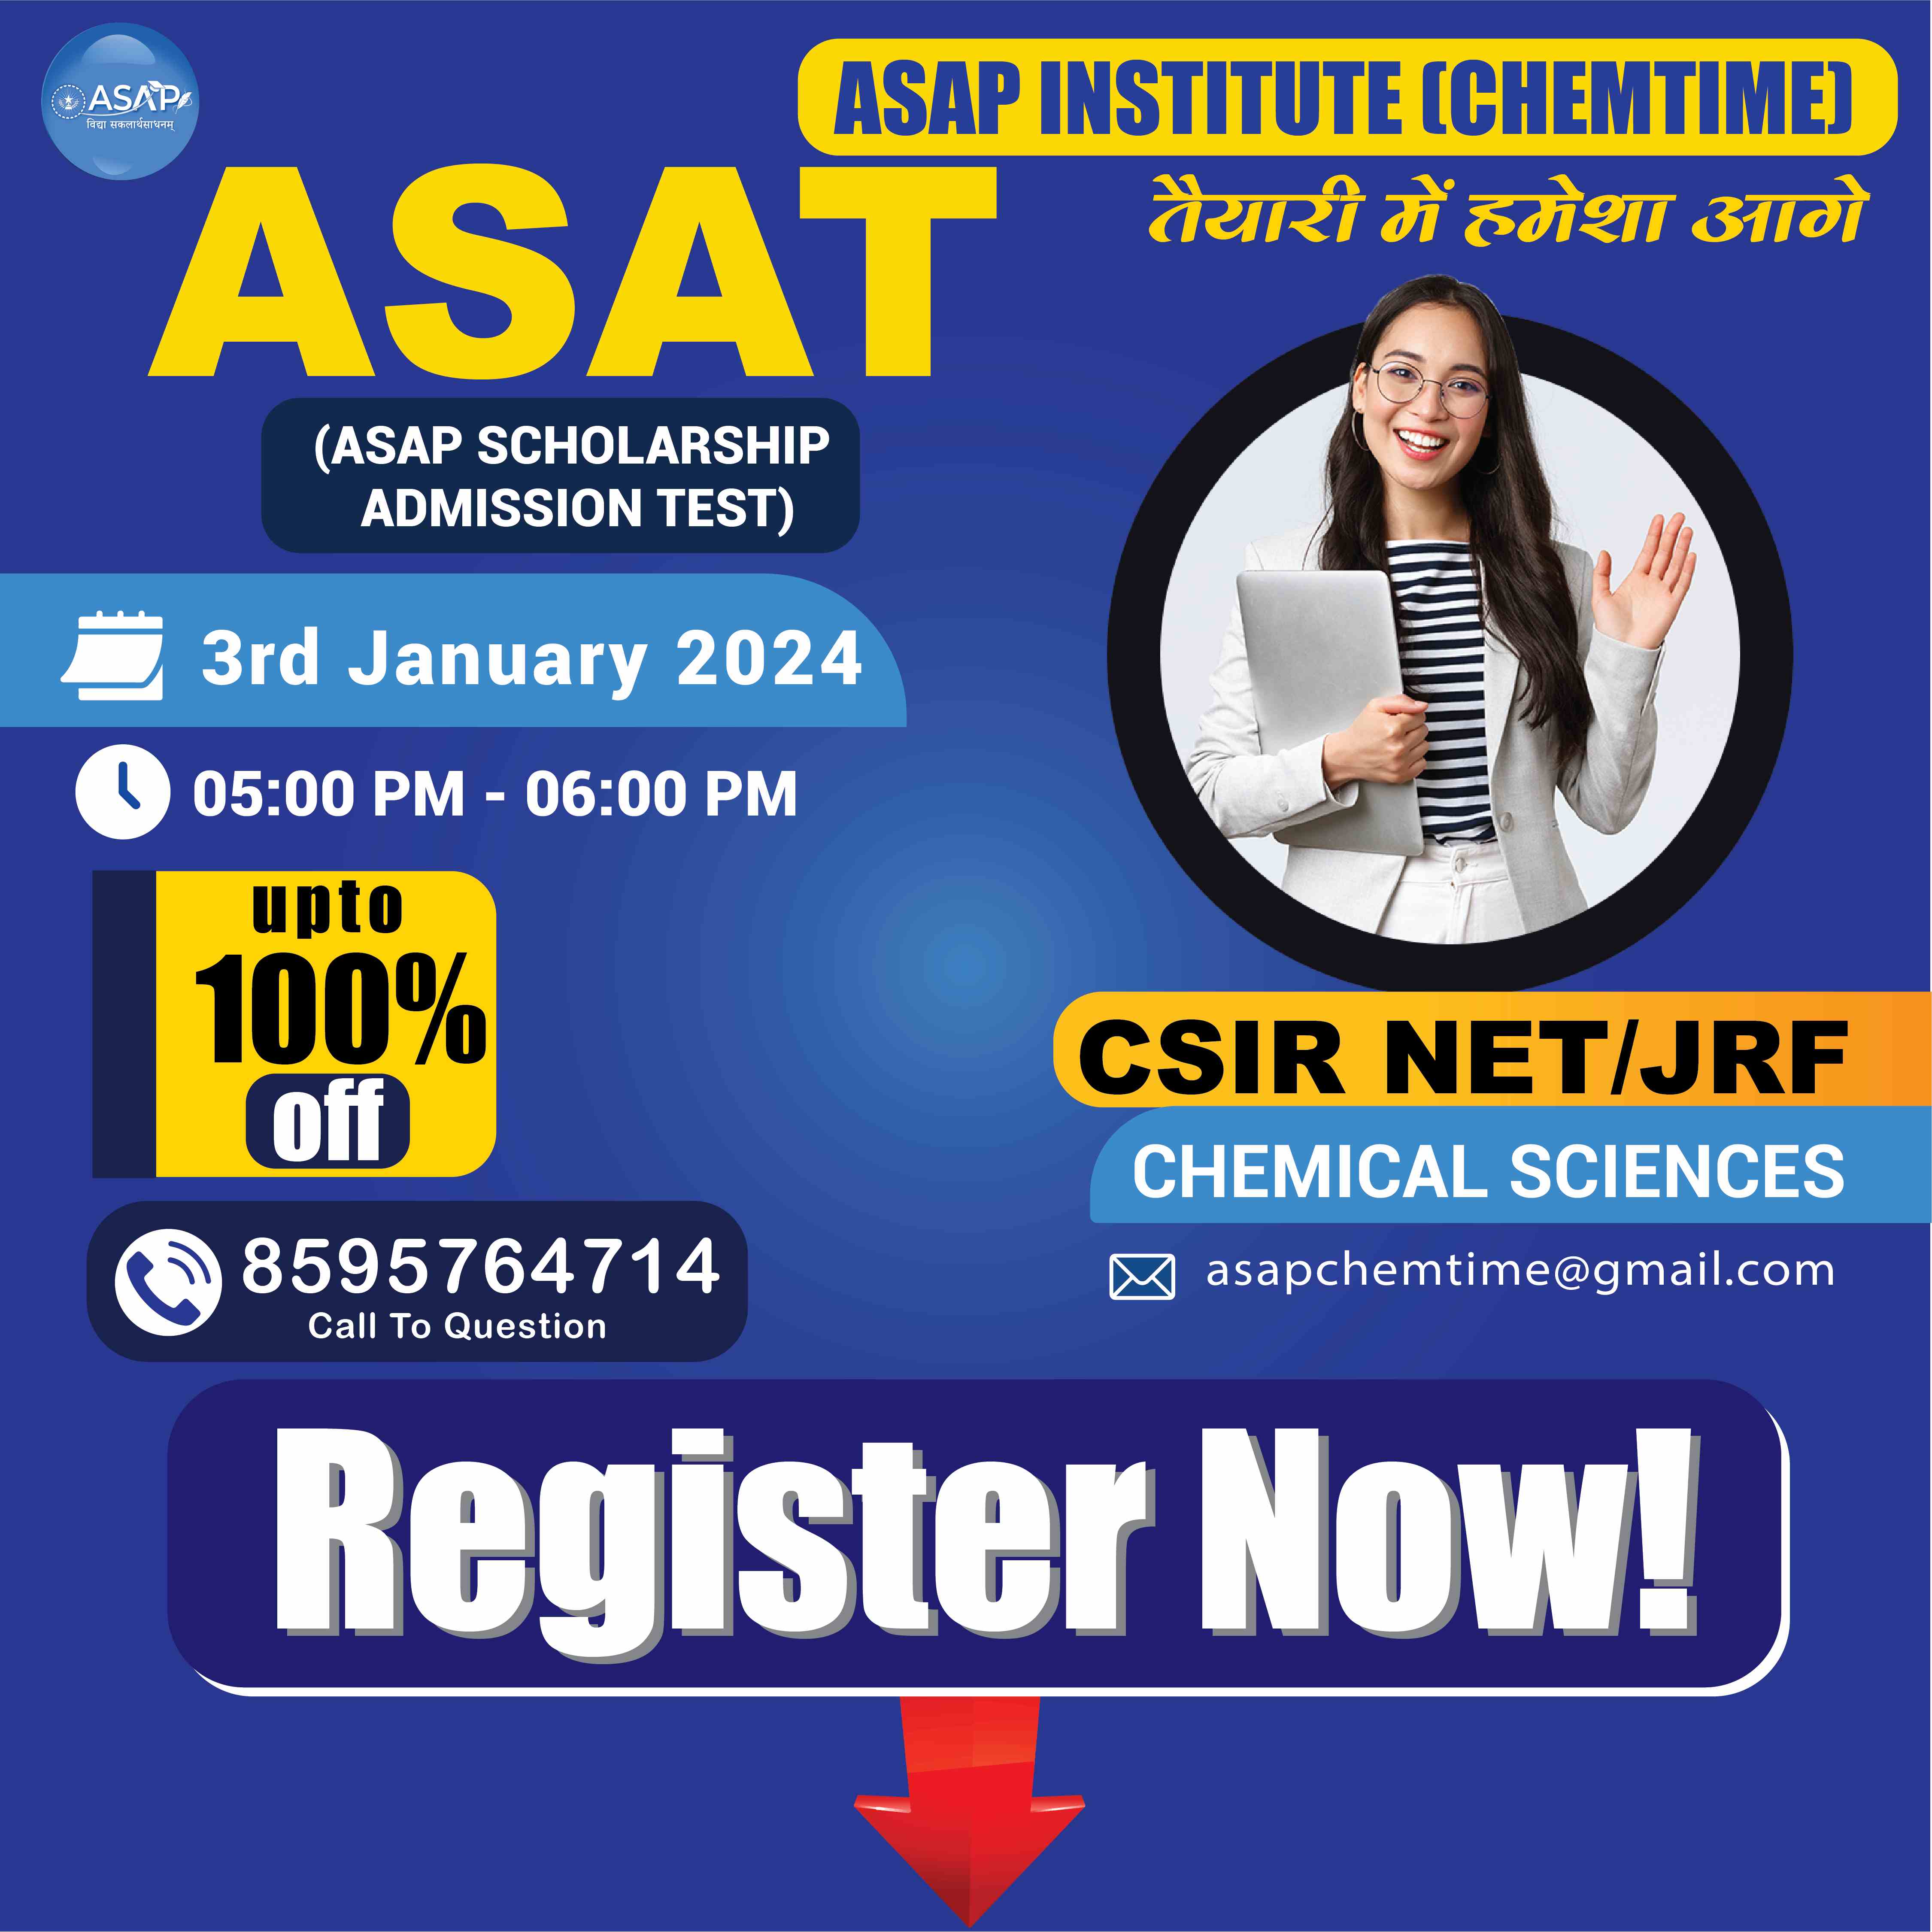 ASAP
विद्या सकलार्थसाधनम्
ASAP INSTITUTE (CHEMTIME)
तैयारी में हमेशा आगे
ASAT
(ASAP SCHOLARSHIP
ADMISSION TEST)
3rd January 2024
05:00 PM - 06:00 PM
upto
100%
off
CSIR NET/JRF
CHEMICAL SCIENCES
8595764714
Call To Question
asapchemtime@gmail.com
Register Now!